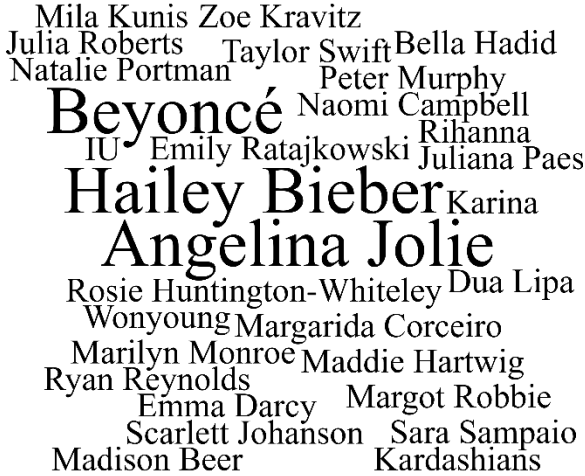 Mila Kunis Zoe Kravitz
Julia Roberts Taylor Swift Bella Hadid
Natalie Portman Peter Murphy
Beyoncé Naomi Campbell
Rihanna
IU Emily Ratajkowski Juliana Paes
Hailey Bieber Karina
Angelina Jolie
Rosie Huntington-Whiteley Dua Lipa
Wonyoung Margarida Corceiro
Marilyn Monroe Maddie Hartwig
Ryan Reynolds Margot Robbie
Emma Darcy
Scarlett Johanson Sara Sampaio
Madison Beer Kardashians